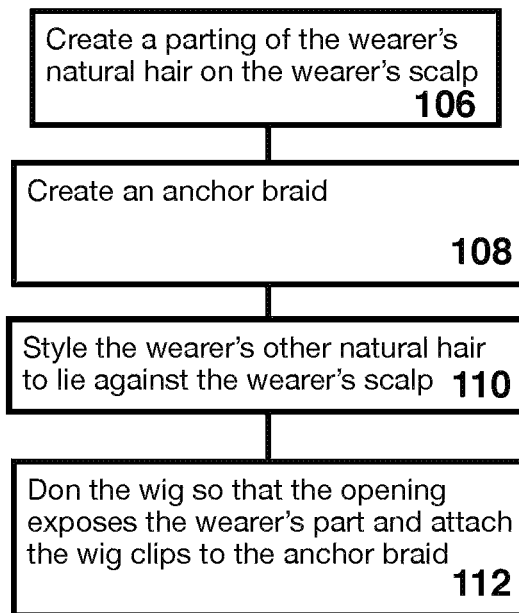 Create a parting of the wearer's
natural hair on the wearer's scalp
106
Create an anchor braid
108
Style the wearer's other natural hair
to lie against the wearer's scalp 110
Don the wig so that the opening
exposes the wearer's part and attach
the wig clips to the anchor braid
112